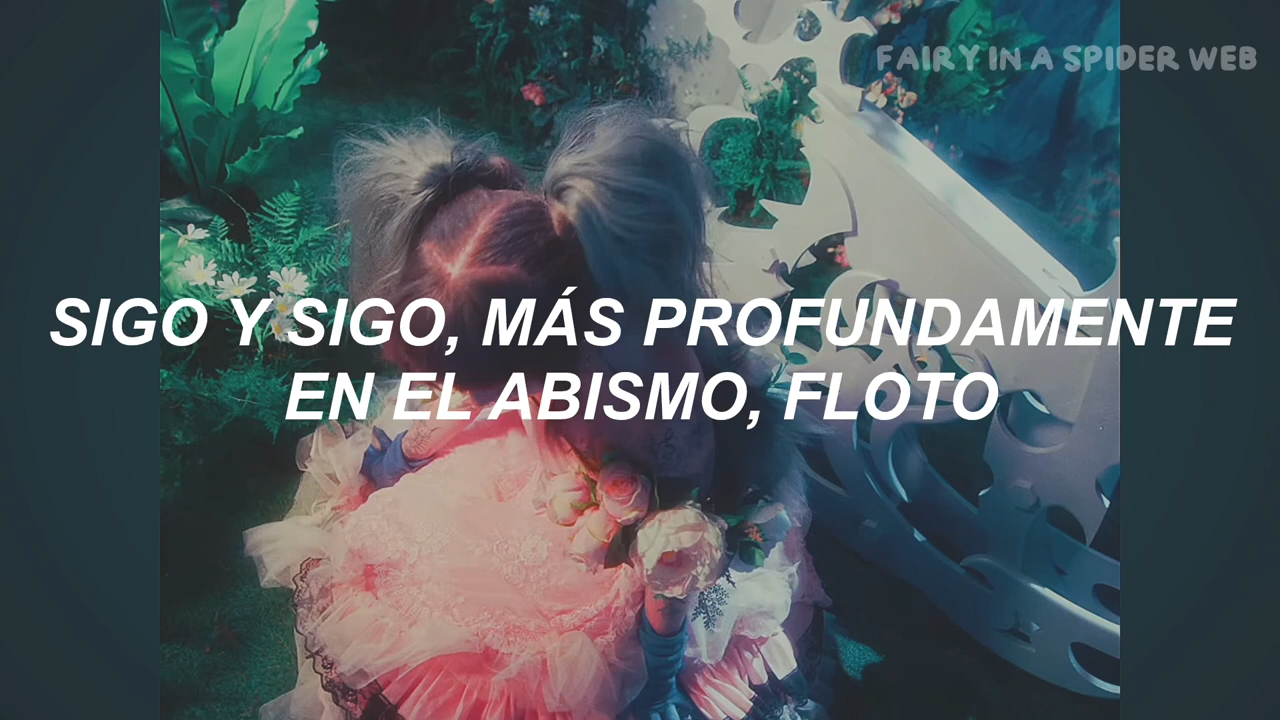 FAIRY IN A SPIDER WEB
SIGO Y SIGO, MÁS PROFUNDAMENTE
EN EL ABISMO, FLOTO